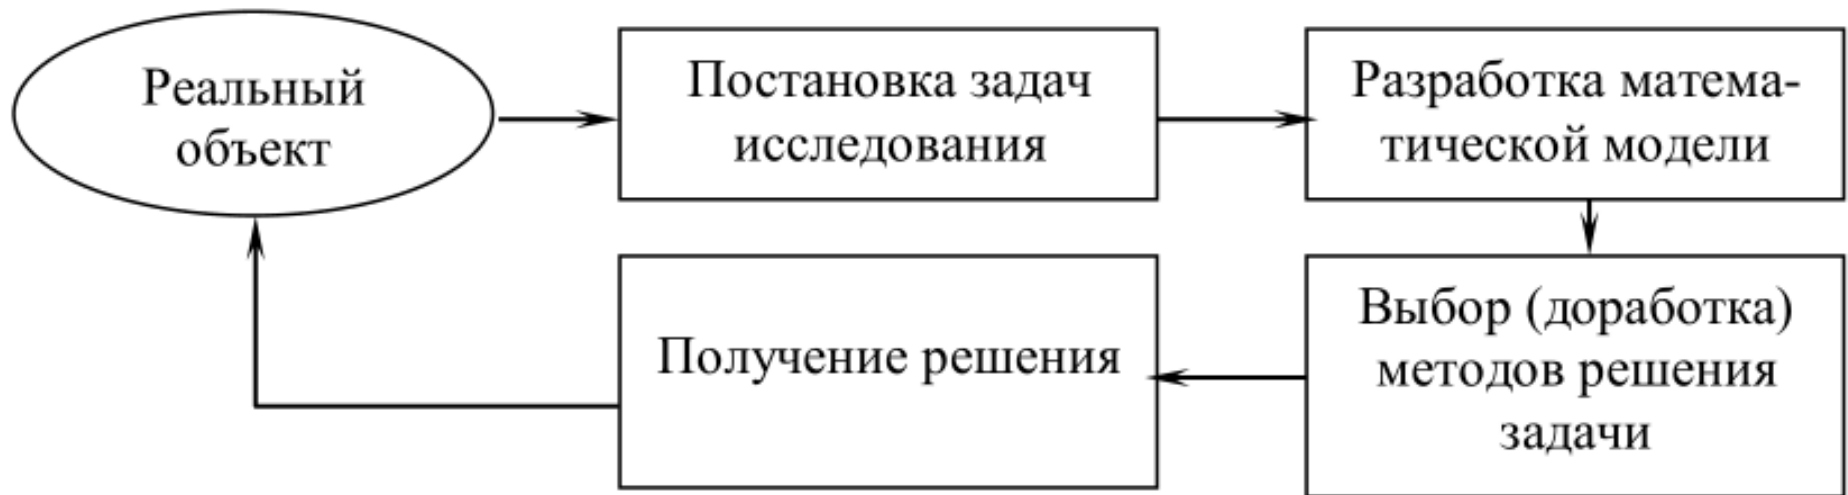 Реальный
объект
Постановка задач
исследования
Разработка матема-
тической модели
Выбор (доработка)
методов решения
задачи
Получение решения